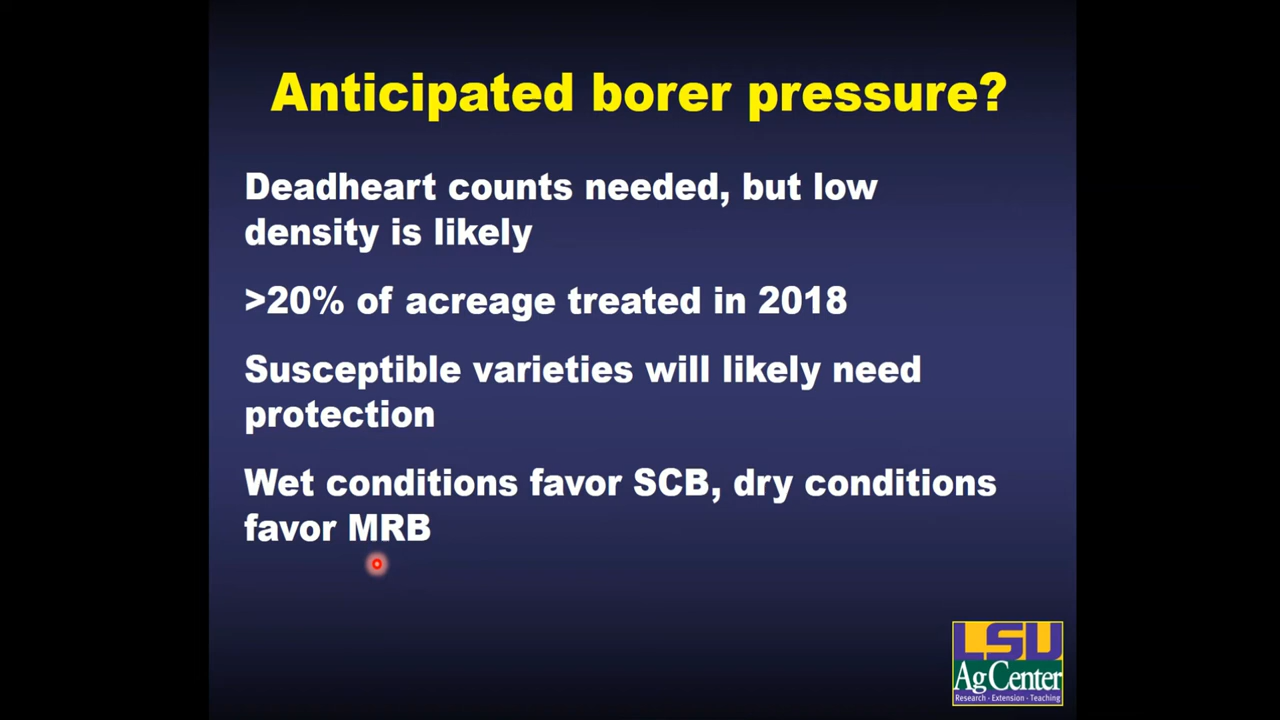 Anticipated borer pressure?
Deadheart counts needed, but low
density is likely
>20% of acreage treated in 2018
Susceptible varieties will likely need
protection
Wet conditions favor SCB, dry conditions
favor MRB
LSU
AgCenter
Research · Extension · Teaching